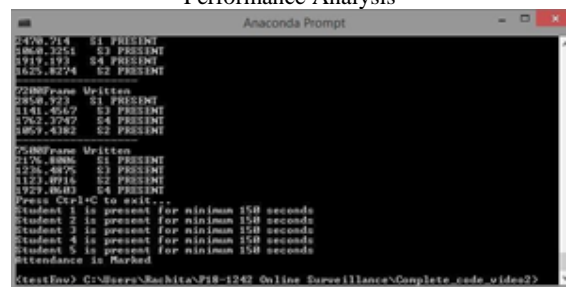 Performance Analysis
Anaconda Prompt
2470.714 S1 PRESENT
1060.3251 S3 PRESENT
1919.193 S4 PRESENT
1625.8274 S2 PRESENT
7200Frame Written
2850.923 S1 PRESENT
1141.4567 S3 PRESENT
1762.3747 S4 PRESENT
1059.4382 S2 PRESENT
7500Frame Written
2176.8006 S1 PRESENT
1236.4875 S3 PRESENT
1123.0916 S2 PRESENT
1929.0603 S4 PRESENT
Press Ctrl+C to exit...
Student 1 is present for minimum 150 seconds
Student 2 is present for minimum 150 seconds
Student 3 is present for minimum 150 seconds
Student 4 is present for minimum 150 seconds
Student 5 is present for minimum 150 seconds
Attendance is Marked
(testEnv) C:\Users\Rachita\P18-1242 Online Surveillance\Complete_code_video2>